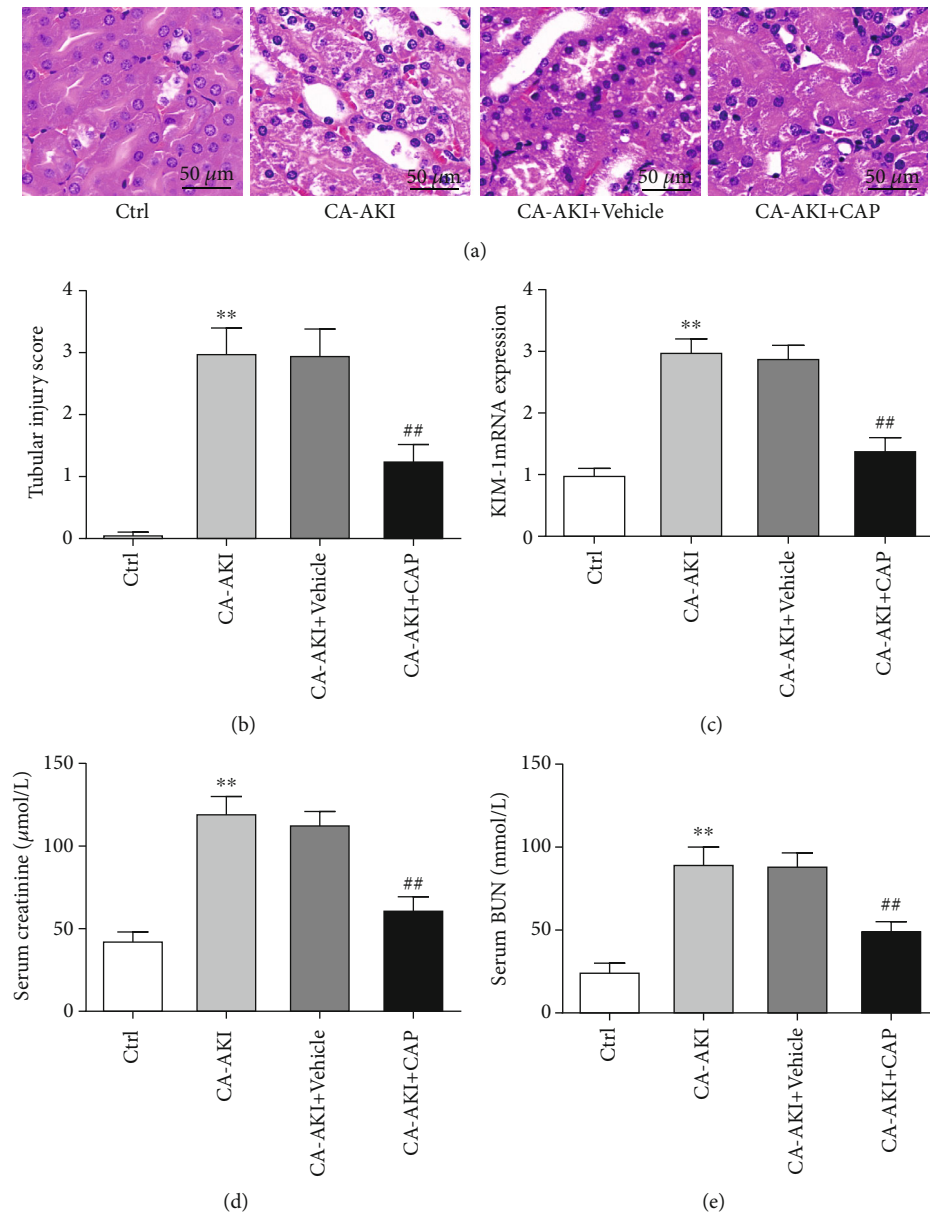 50 μm
50 μm
50 μm
50 μm
Ctrl
CA-AKI
CA-AKI+Vehicle
CA-AKI+CAP
(a)
Tubular injury score
4
3
2
1
0
**
##
Ctrl
CA-AKI
CA-AKI+Vehicle
CA-AKI+CAP
(b)
KIM-1mRNA expression
4
3
2
1
0
**
##
Ctrl
CA-AKI
CA-AKI+Vehicle
CA-AKI+CAP
(c)
Serum creatinine (μmol/L)
150
100
50
0
**
##
Ctrl
CA-AKI
CA-AKI+Vehicle
CA-AKI+CAP
(d)
Serum BUN (mmol/L)
150
100
50
0
**
##
Ctrl
CA-AKI
CA-AKI+Vehicle
CA-AKI+CAP
(e)